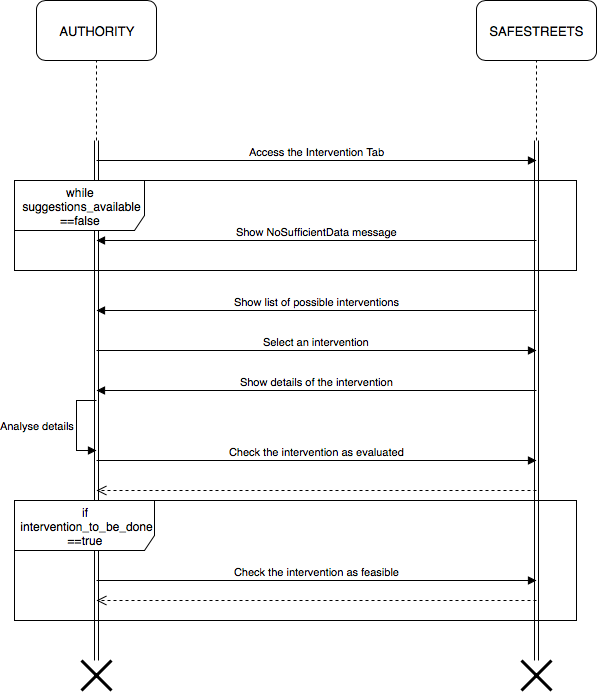 AUTHORITY
SAFESTREETS
Access the Intervention Tab
while
suggestions_available
==false
Show NoSufficientData message
Show list of possible interventions
Select an intervention
Show details of the intervention
Analyse details
Check the intervention as evaluated
if
intervention_to_be_done
==true
Check the intervention as feasible